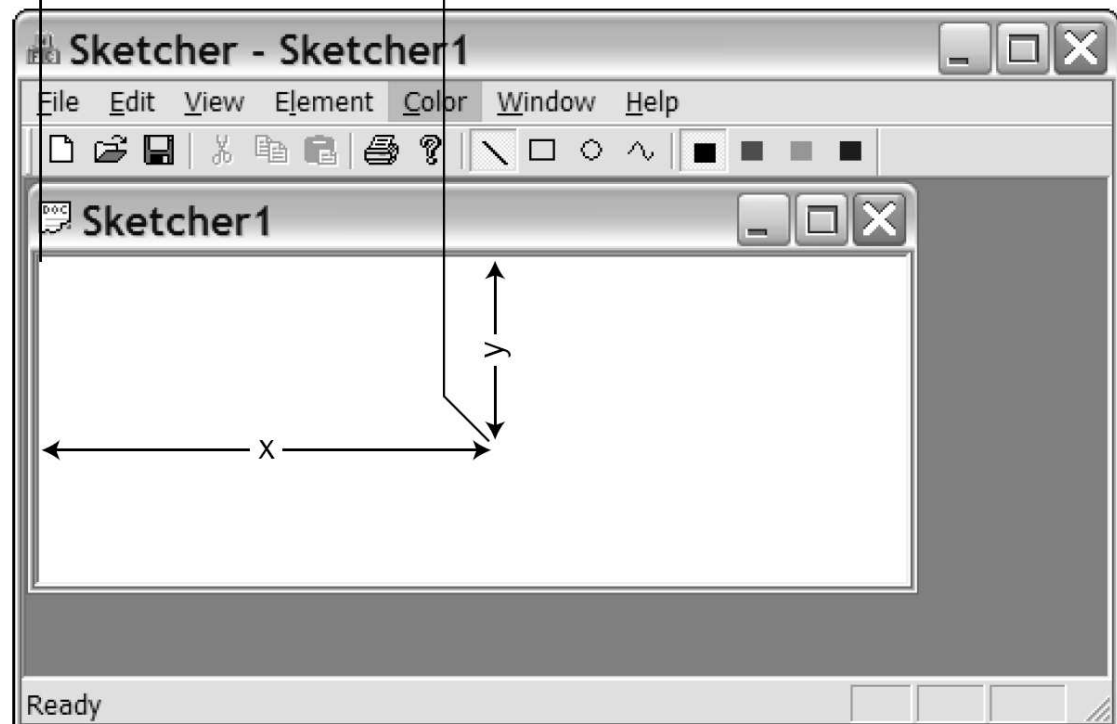 Sketcher - Sketcher1
File Edit View Element Color Window Help
Sketcher1
y
x
Ready